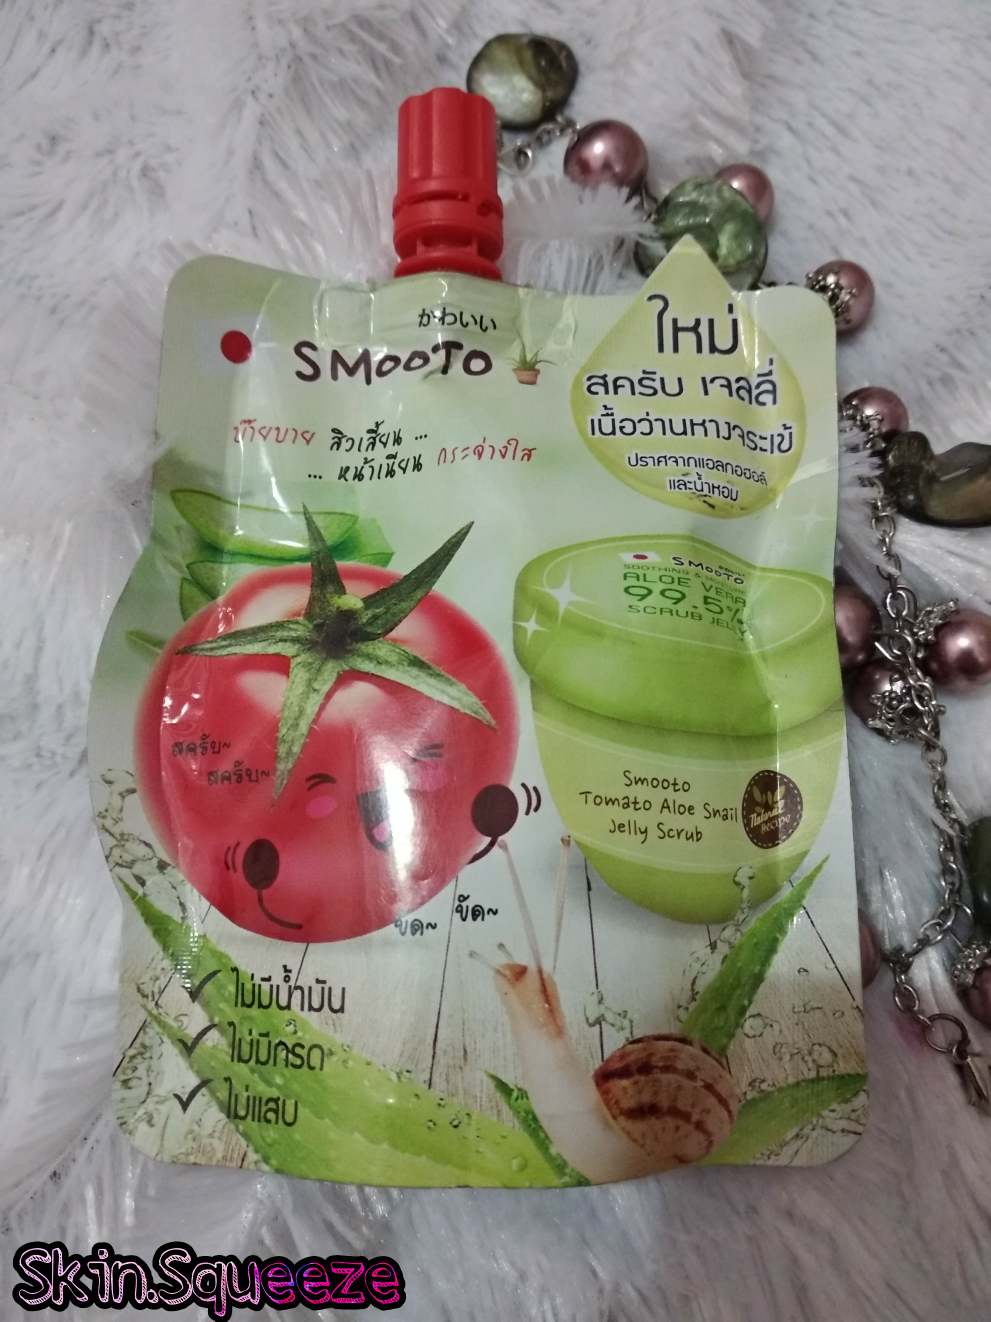 かわいい
SMOOTO
บ๊ายบาย สิวเสี้ยน ...
... หน้าเนียน กระจ่างใส
ใหม่
สครับ เจลลี่
เนื้อว่านหางจระเข้
ปราศจากแอลกอฮอล์
และน้ำหอม
SMOOTO
ALOE VERA
99.5%
SCRUB JELLY
Smooto
Tomato Aloe Snail
Jelly Scrub
Natural
Recipe
สครับ~
สครับ~
ขัด~ ขัด~
ไม่มีน้ำมัน
ไม่มีกรด
ไม่แสบ
Skin.Squeeze